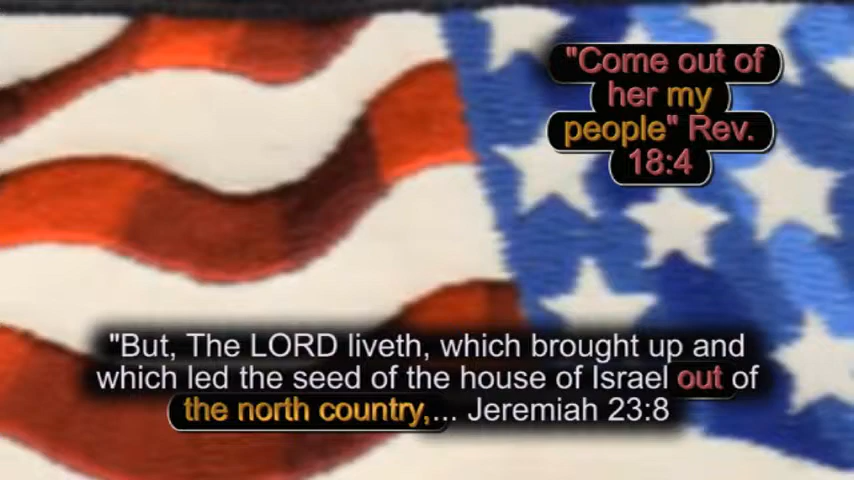 "Come out of
her my
people" Rev.
18:4
"But, The LORD liveth, which brought up and
which led the seed of the house of Israel out of
the north country,... Jeremiah 23:8